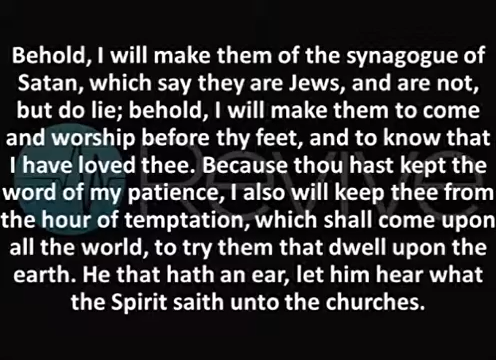 Behold, I will make them of the synagogue of
Satan, which say they are Jews, and are not,
but do lie; behold, I will make them to come
and worship before thy feet, and to know that
I have loved thee. Because thou hast kept the
word of my patience, I also will keep thee from
the hour of temptation, which shall come upon
all the world, to try them that dwell upon the
earth. He that hath an ear, let him hear what
the Spirit saith unto the churches.
Revive